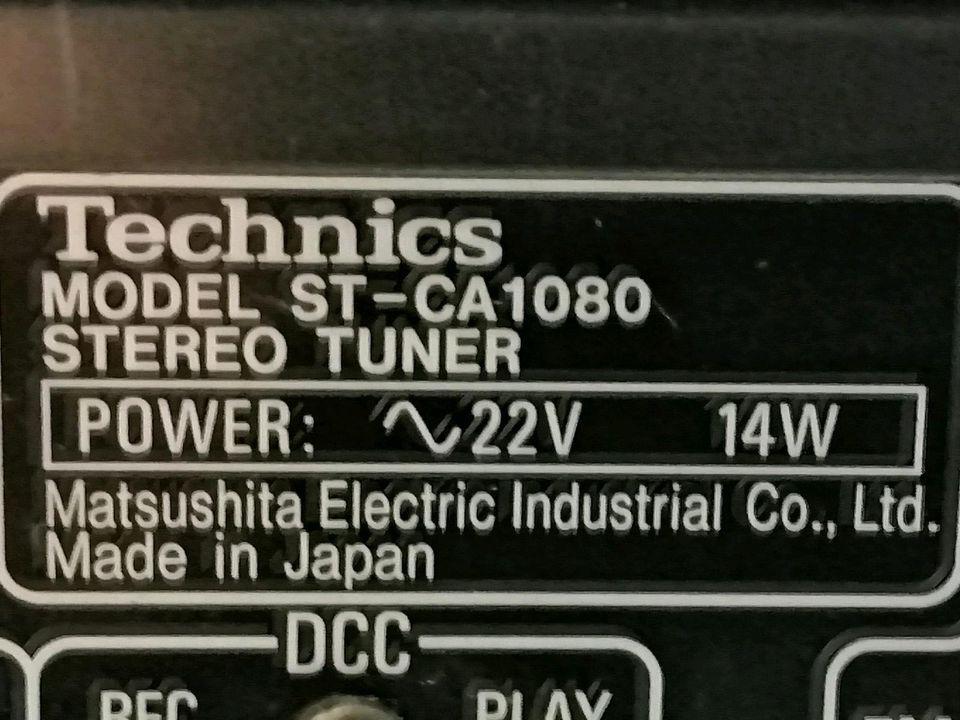 Technics
MODEL ST-CA1080
STEREO TUNER
POWER: ∿22V 14W
Matsushita Electric Industrial Co., Ltd.
Made in Japan
DCC
REC PLAY